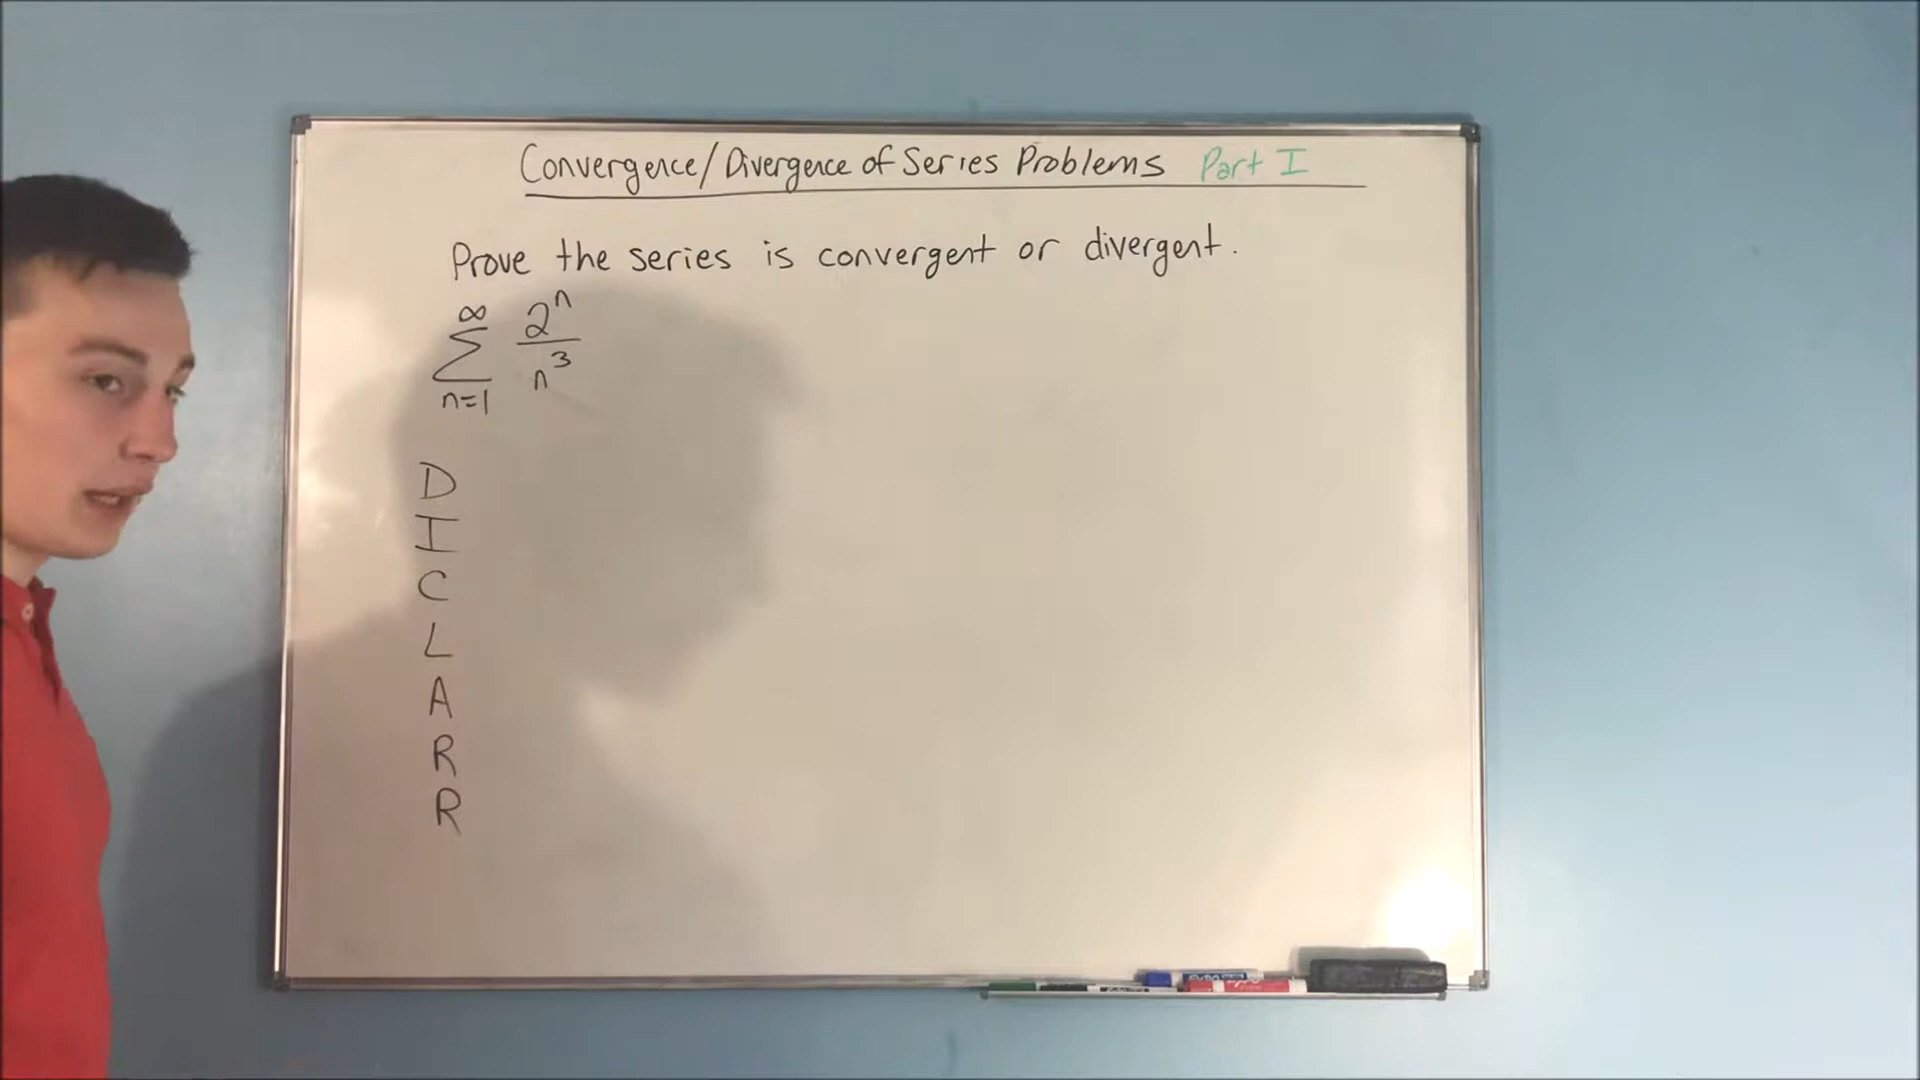 Convergence/Divergence of Series Problems Part I
Prove the series is convergent or divergent.
∞
∑ 2^n/n^3
n=1
D
I
C
L
A
R
R